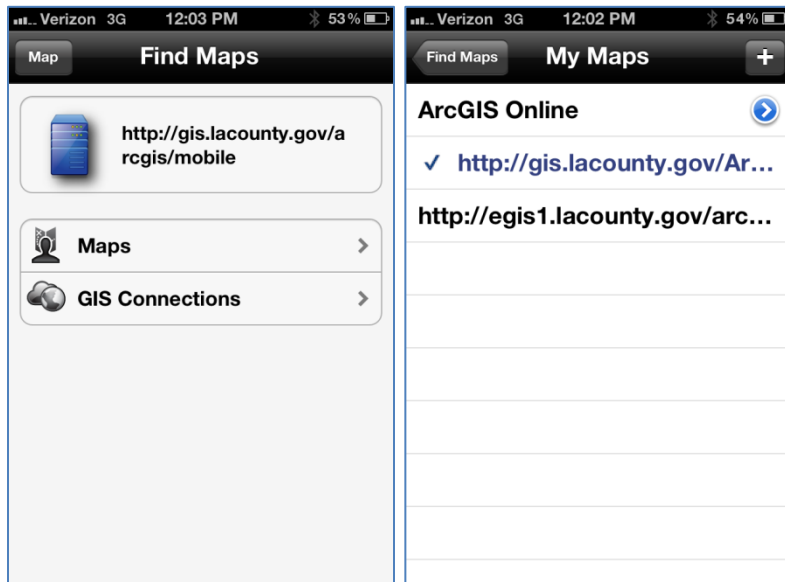 Verizon 3G 12:03 PM 53%
Map Find Maps
http://gis.lacounty.gov/a
rcgis/mobile
Maps
GIS Connections
Verizon 3G 12:02 PM 54%
Find Maps My Maps +
ArcGIS Online
✓ http://gis.lacounty.gov/Ar...
http://egis1.lacounty.gov/arc...